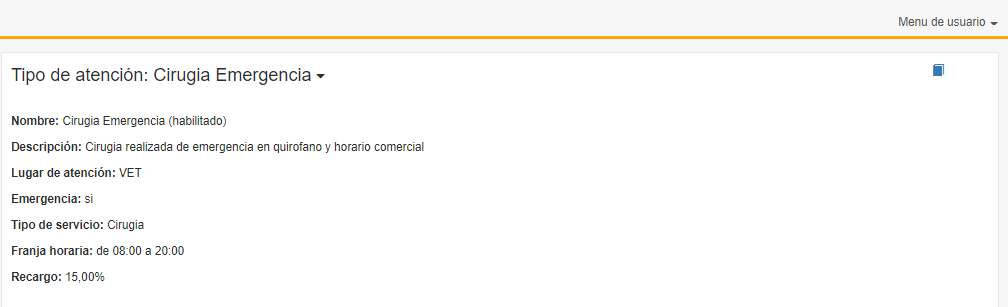 Menu de usuario
Tipo de atención: Cirugia Emergencia
Nombre: Cirugia Emergencia (habilitado)
Descripción: Cirugia realizada de emergencia en quirofano y horario comercial
Lugar de atención: VET
Emergencia: si
Tipo de servicio: Cirugia
Franja horaria: de 08:00 a 20:00
Recargo: 15,00%